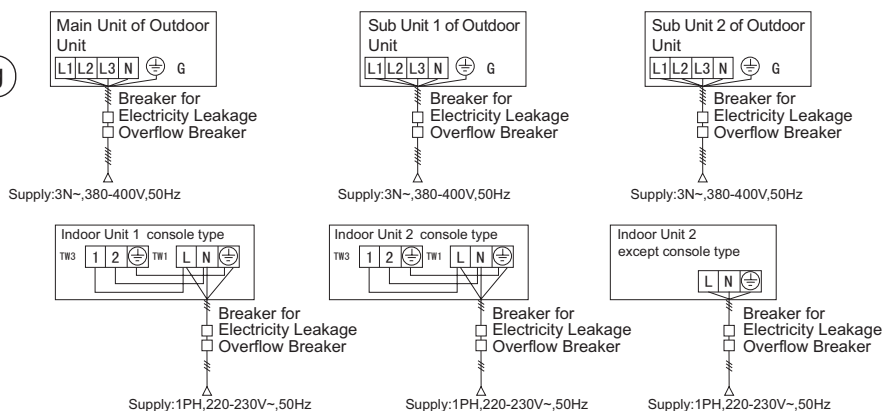 Main Unit of Outdoor
Unit
L1 L2 L3 N G
Breaker for
Electricity Leakage
Overflow Breaker
Supply:3N~,380-400V,50Hz
Sub Unit 1 of Outdoor
Unit
L1 L2 L3 N G
Breaker for
Electricity Leakage
Overflow Breaker
Supply:3N~,380-400V,50Hz
Sub Unit 2 of Outdoor
Unit
L1 L2 L3 N G
Breaker for
Electricity Leakage
Overflow Breaker
Supply:3N~,380-400V,50Hz
Indoor Unit 1 console type
TW3 1 2 TW1 L N
Breaker for
Electricity Leakage
Overflow Breaker
Supply:1PH,220-230V~,50Hz
Indoor Unit 2 console type
TW3 1 2 TW1 L N
Breaker for
Electricity Leakage
Overflow Breaker
Supply:1PH,220-230V~,50Hz
Indoor Unit 2
except console type
L N
Breaker for
Electricity Leakage
Overflow Breaker
Supply:1PH,220-230V~,50Hz